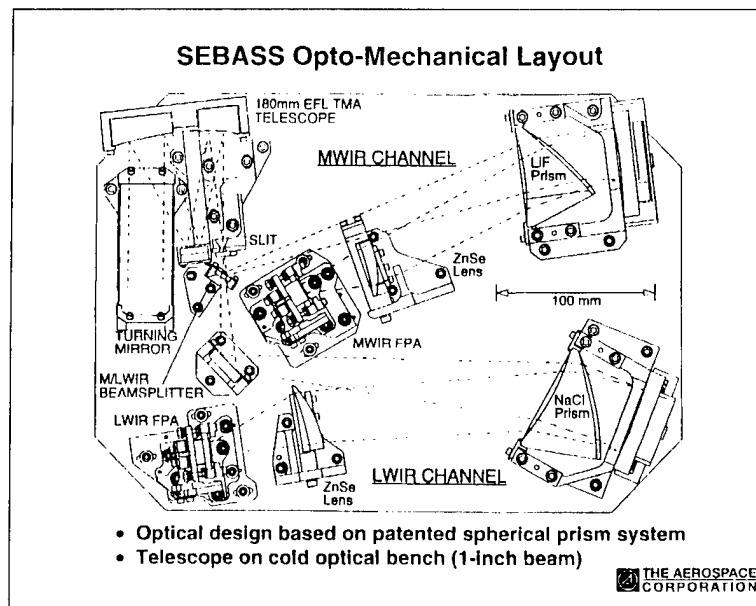 SEBASS Opto-Mechanical Layout
180mm EFL TMA
TELESCOPE
MWIR CHANNEL
LiF
Prism
SLIT
ZnSe
Lens
100 mm
TURNING
MIRROR
MWIR FPA
M/LWIR
BEAMSPLITTER
LWIR FPA
NaCl
Prism
ZnSe
Lens
LWIR CHANNEL
• Optical design based on patented spherical prism system
• Telescope on cold optical bench (1-inch beam)
THE AEROSPACE
CORPORATION